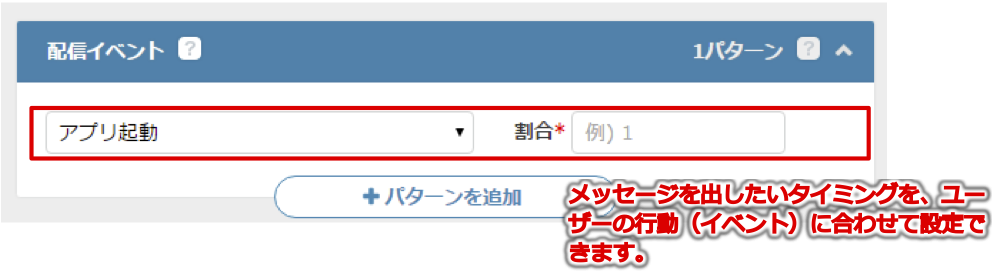 配信イベント ? 1パターン ?
アプリ起動 割合* 例) 1
+パターンを追加
メッセージを出したいタイミングを、ユー
ザーの行動（イベント）に合わせて設定で
きます。